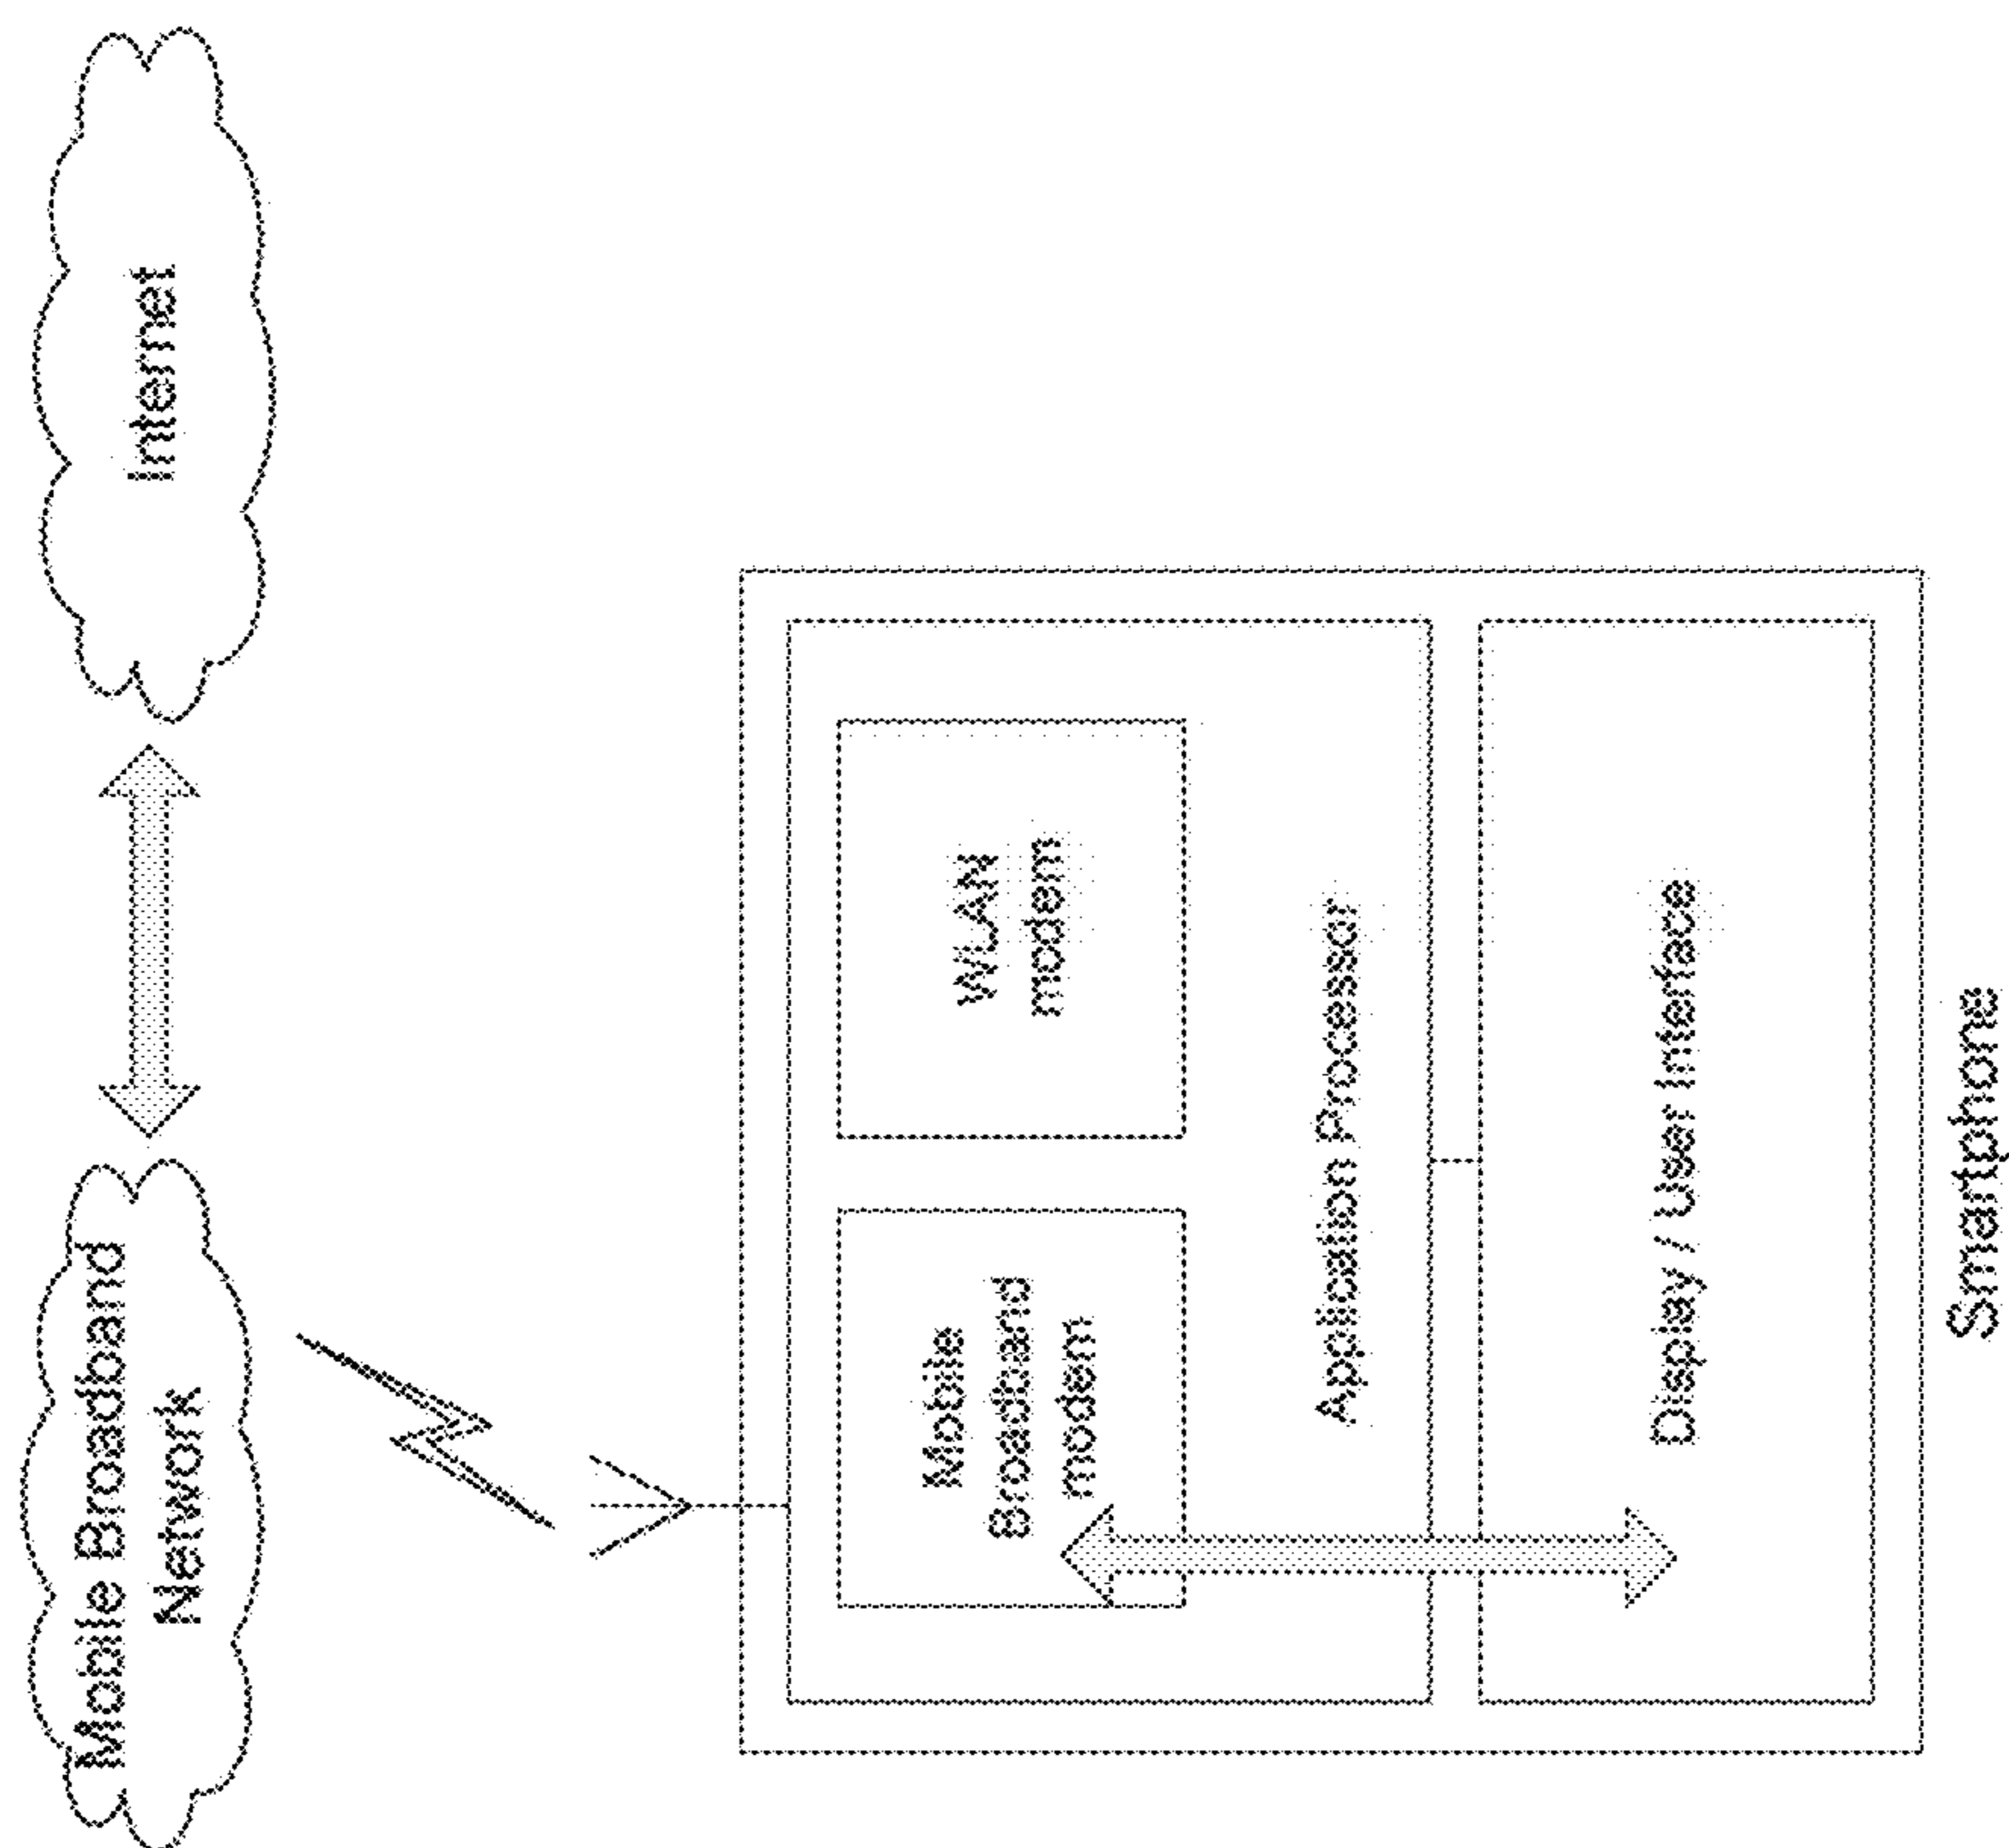 Mobile Broadband
Network
Internet
Mobile
Broadband
modem
WLAN
modem
Application Processor
Display / User Interface
Smartphone